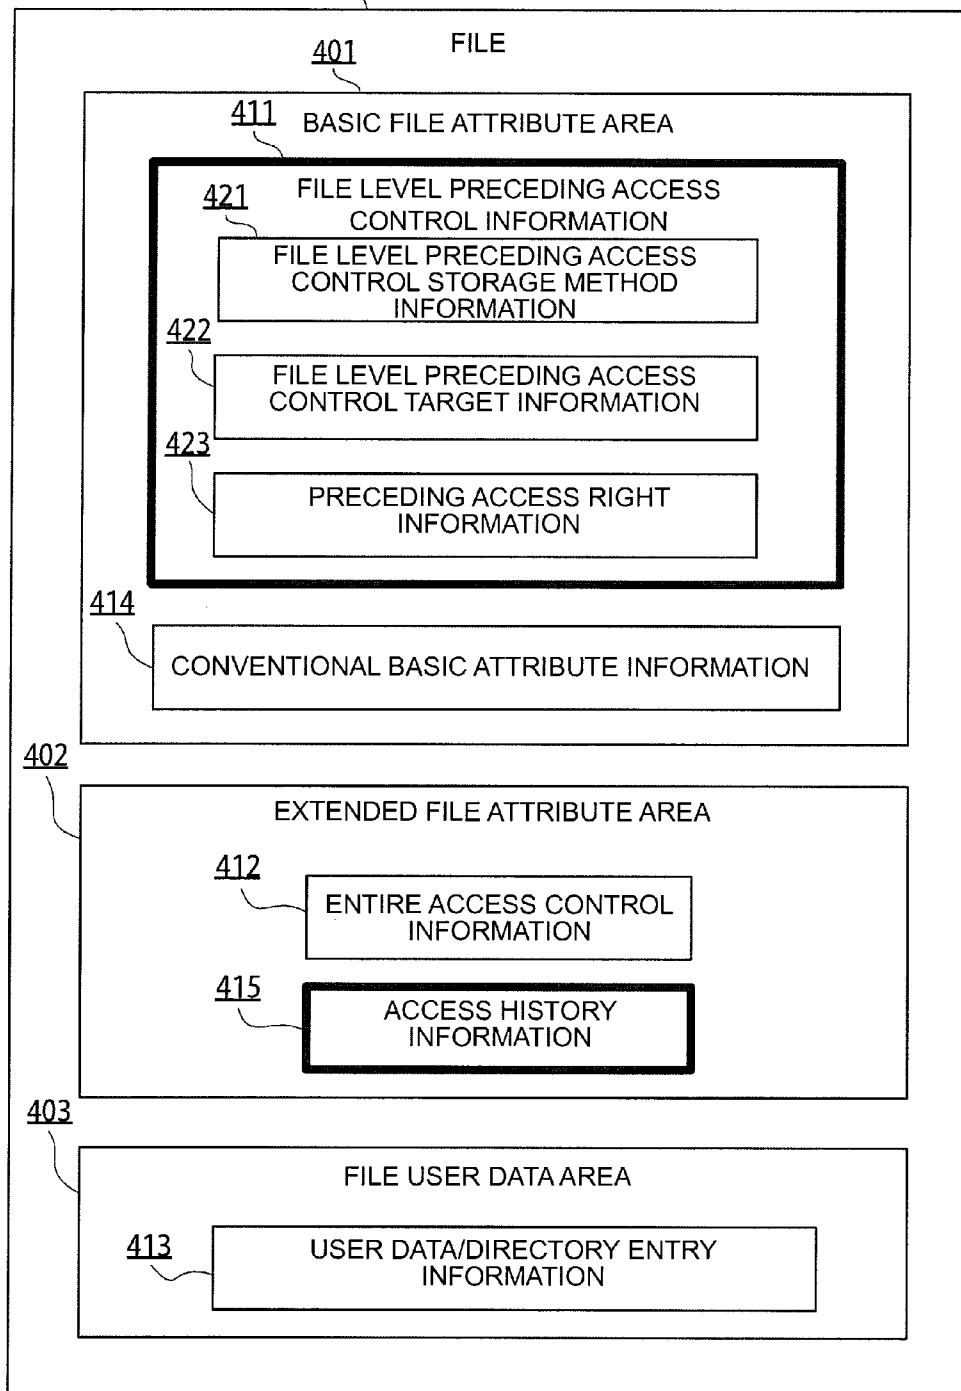 FILE
401
BASIC FILE ATTRIBUTE AREA
411
FILE LEVEL PRECEDING ACCESS
CONTROL INFORMATION
421
FILE LEVEL PRECEDING ACCESS
CONTROL STORAGE METHOD
INFORMATION
422
FILE LEVEL PRECEDING ACCESS
CONTROL TARGET INFORMATION
423
PRECEDING ACCESS RIGHT
INFORMATION
414
CONVENTIONAL BASIC ATTRIBUTE INFORMATION
402
EXTENDED FILE ATTRIBUTE AREA
412
ENTIRE ACCESS CONTROL
INFORMATION
415
ACCESS HISTORY
INFORMATION
403
FILE USER DATA AREA
413
USER DATA/DIRECTORY ENTRY
INFORMATION